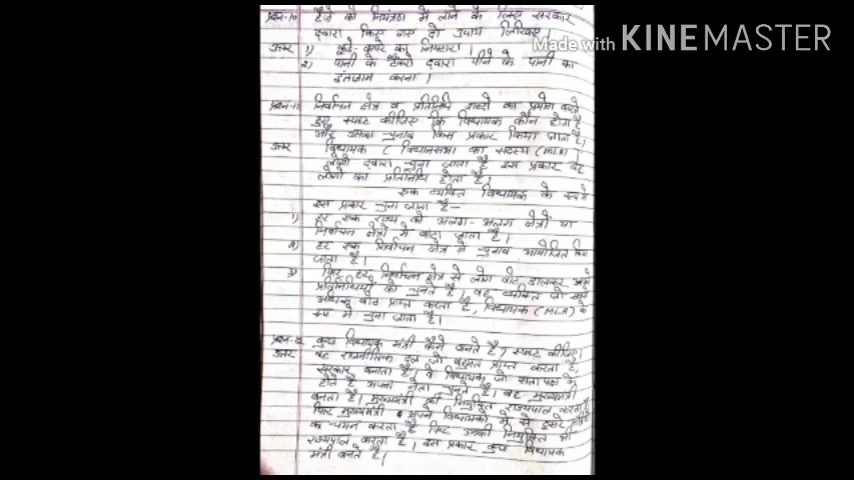 प्रश्न-10 हैजे को नियंत्रण में लाने के लिए सरकार
द्वारा किए गए दो उपाय लिखिए।
Made with KINEMASTER
उत्तर 1) कूड़े-कचरे का निपटारा।
2) पानी के टैंकरों द्वारा पीने के पानी का
इंतजाम करना।
प्रश्न-11 निर्वाचन क्षेत्र व प्रतिनिधि शब्दों का प्रयोग करते
हुए स्पष्ट कीजिए कि विधायक कौन होता है
और उसका चुनाव किस प्रकार किया जाता है।
उत्तर विधायक (विधानसभा का सदस्य (MLA)
लोगों द्वारा चुना जाता है इस प्रकार वह
लोगों का प्रतिनिधि होता है।
एक व्यक्ति विधायक के रूप में
इस प्रकार चुना जाता है-
1) हर एक राज्य को अलग-अलग क्षेत्रों या
निर्वाचन क्षेत्रों में बांटा जाता है।
2) हर एक निर्वाचन क्षेत्र में चुनाव आयोजित किए
जाता है।
3) फिर हर निर्वाचन क्षेत्र से लोग वोट डालकर अपने
प्रतिनिधियों को चुनते है। वह व्यक्ति जो सबसे
अधिक वोट प्राप्त करता है, विधायक (MLA) के
रूप में चुना जाता है।
प्रश्न-12 कुछ विधायक मंत्री कैसे बनते है? स्पष्ट कीजिए।
उत्तर वह राजनीतिक दल जो बहुमत प्राप्त करता है,
सरकार बनाता है। वे विधायक जो सत्ता पक्ष के
होते है अपना नेता चुनते है। वह मुख्यमंत्री
बनता है। मुख्यमंत्री की नियुक्ति राज्यपाल करता है
फिर मुख्यमंत्री अपने विधायकों में से दूसरे मंत्रियों
का चयन करता है फिर उनकी नियुक्ति भी
राज्यपाल करता है। इस प्रकार कुछ विधायक
मंत्री बनते है।